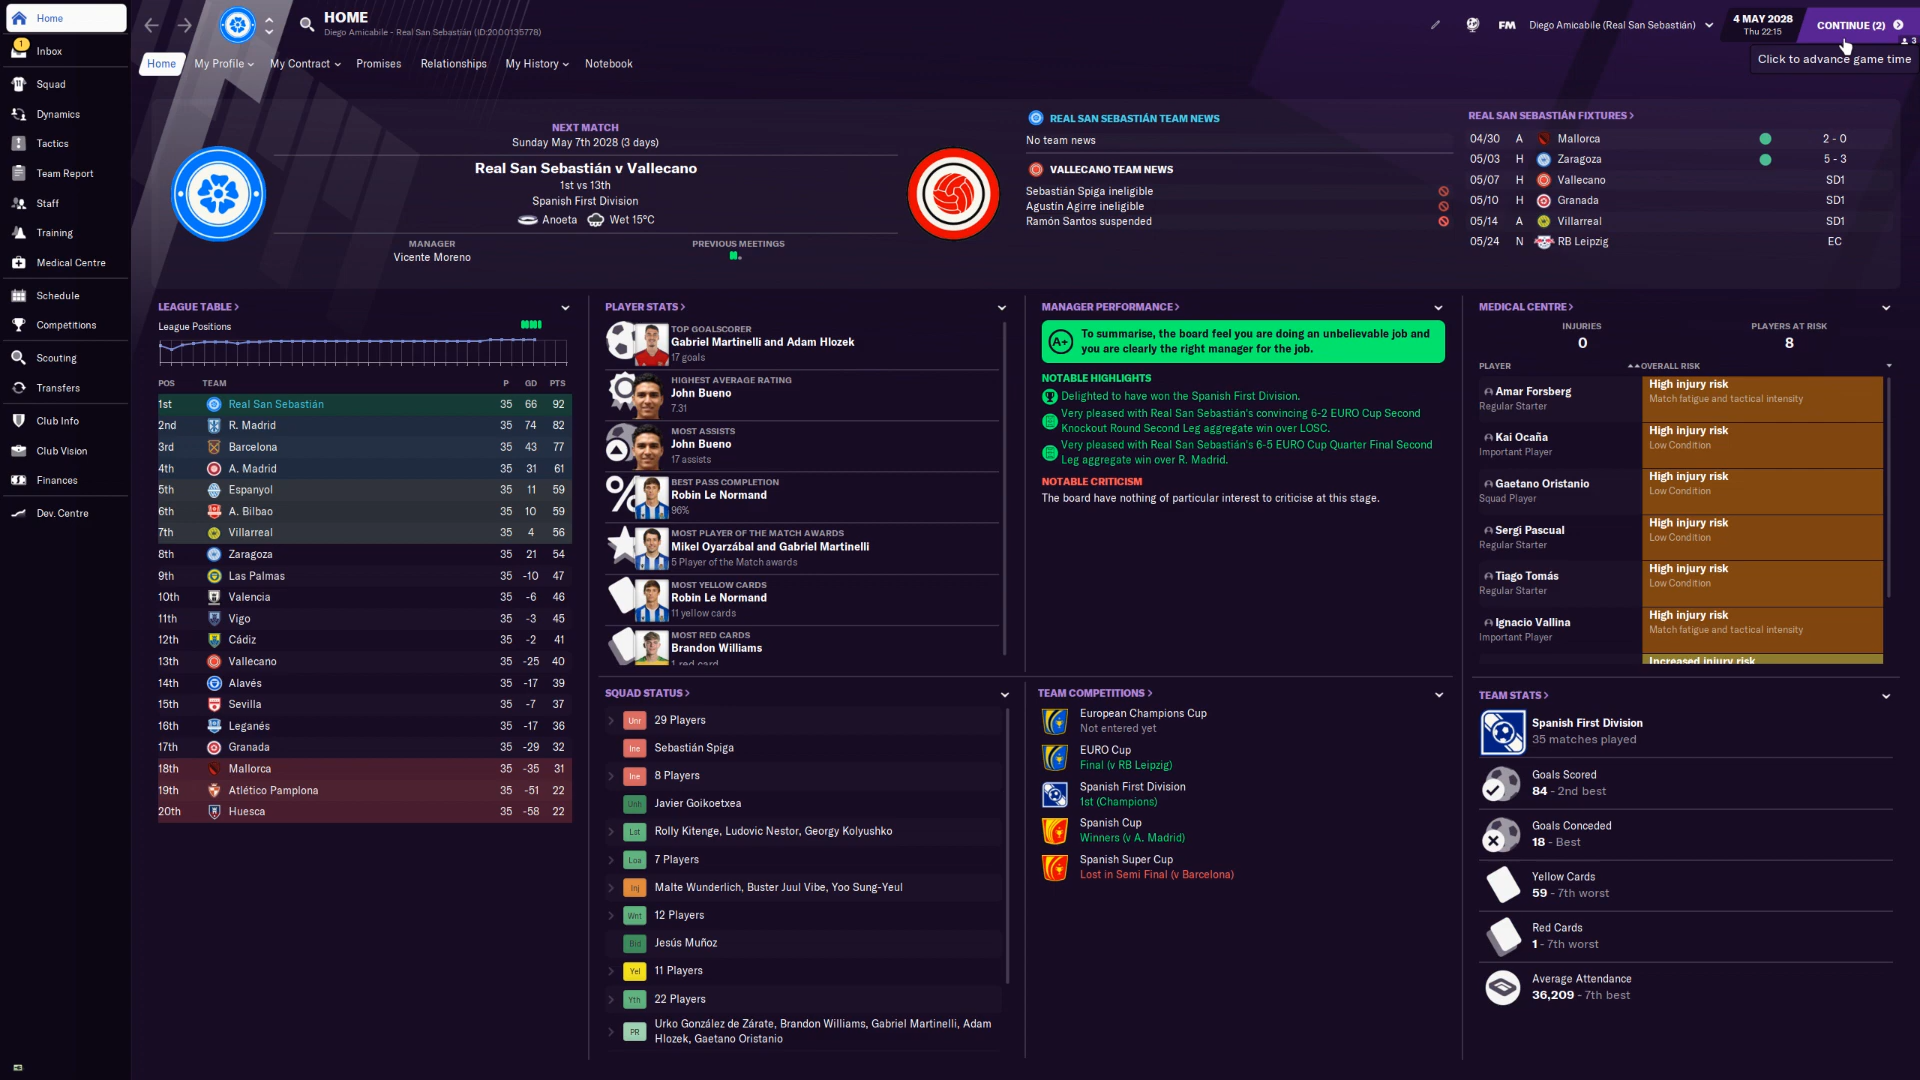 Home
HOME
Diego Amicabile - Real San Sebastián (ID:2000135778)
FM
Diego Amicabile (Real San Sebastián)
4 MAY 2028
Thu 22:15
CONTINUE (2)
3
Click to advance game time
1
Inbox
Squad
Dynamics
Tactics
Team Report
Staff
Training
Medical Centre
Schedule
Competitions
Scouting
Transfers
Club Info
Club Vision
Finances
Dev. Centre
Home My Profile My Contract Promises Relationships My History Notebook
NEXT MATCH
Sunday May 7th 2028 (3 days)
Real San Sebastián v Vallecano
1st vs 13th
Spanish First Division
Anoeta Wet 15°C
MANAGER
Vicente Moreno
PREVIOUS MEETINGS
REAL SAN SEBASTIÁN TEAM NEWS
No team news
VALLECANO TEAM NEWS
Sebastián Spiga ineligible
Agustín Agirre ineligible
Ramón Santos suspended
REAL SAN SEBASTIÁN FIXTURES >
04/30 A Mallorca 2 - 0
05/03 H Zaragoza 5 - 3
05/07 H Vallecano SD1
05/10 H Granada SD1
05/14 A Villarreal SD1
05/24 N RB Leipzig EC
LEAGUE TABLE >
League Positions
POS TEAM P GD PTS
1st Real San Sebastián 35 66 92
2nd R. Madrid 35 74 82
3rd Barcelona 35 43 77
4th A. Madrid 35 31 61
5th Espanyol 35 11 59
6th A. Bilbao 35 10 59
7th Villarreal 35 4 56
8th Zaragoza 35 21 54
9th Las Palmas 35 -10 47
10th Valencia 35 -6 46
11th Vigo 35 -3 45
12th Cádiz 35 -2 41
13th Vallecano 35 -25 40
14th Alavés 35 -17 39
15th Sevilla 35 -7 37
16th Leganés 35 -17 36
17th Granada 35 -29 32
18th Mallorca 35 -35 31
19th Atlético Pamplona 35 -51 22
20th Huesca 35 -58 22
PLAYER STATS >
TOP GOALSCORER
Gabriel Martinelli and Adam Hlozek
17 goals
HIGHEST AVERAGE RATING
John Bueno
7.31
MOST ASSISTS
John Bueno
17 assists
BEST PASS COMPLETION
Robin Le Normand
96%
MOST PLAYER OF THE MATCH AWARDS
Mikel Oyarzábal and Gabriel Martinelli
5 Player of the Match awards
MOST YELLOW CARDS
Robin Le Normand
11 yellow cards
MOST RED CARDS
Brandon Williams
1 red card
MANAGER PERFORMANCE >
A+
To summarise, the board feel you are doing an unbelievable job and
you are clearly the right manager for the job.
NOTABLE HIGHLIGHTS
Delighted to have won the Spanish First Division.
Very pleased with Real San Sebastián's convincing 6-2 EURO Cup Second
Knockout Round Second Leg aggregate win over LOSC.
Very pleased with Real San Sebastián's 6-5 EURO Cup Quarter Final Second
Leg aggregate win over R. Madrid.
NOTABLE CRITICISM
The board have nothing of particular interest to criticise at this stage.
MEDICAL CENTRE >
INJURIES
0
PLAYERS AT RISK
8
PLAYER OVERALL RISK
Amar Forsberg
Regular Starter
High injury risk
Match fatigue and tactical intensity
Kai Ocaña
Important Player
High injury risk
Low Condition
Gaetano Oristanio
Squad Player
High injury risk
Low Condition
Sergi Pascual
Regular Starter
High injury risk
Low Condition
Tiago Tomás
Regular Starter
High injury risk
Low Condition
Ignacio Vallina
Important Player
High injury risk
Match fatigue and tactical intensity
Increased injury risk
SQUAD STATUS >
Unr 29 Players
Ine Sebastián Spiga
Ine 8 Players
Unh Javier Goikoetxea
Lst Rolly Kitenge, Ludovic Nestor, Georgy Kolyushko
Loa 7 Players
Inj Malte Wunderlich, Buster Juul Vibe, Yoo Sung-Yeul
Wnt 12 Players
Bid Jesús Muñoz
Yel 11 Players
Yth 22 Players
PR Urko González de Zárate, Brandon Williams, Gabriel Martinelli, Adam
Hlozek, Gaetano Oristanio
TEAM COMPETITIONS >
European Champions Cup
Not entered yet
EURO Cup
Final (v RB Leipzig)
Spanish First Division
1st (Champions)
Spanish Cup
Winners (v A. Madrid)
Spanish Super Cup
Lost in Semi Final (v Barcelona)
TEAM STATS >
Spanish First Division
35 matches played
Goals Scored
84 - 2nd best
Goals Conceded
18 - Best
Yellow Cards
59 - 7th worst
Red Cards
1 - 7th worst
Average Attendance
36,209 - 7th best